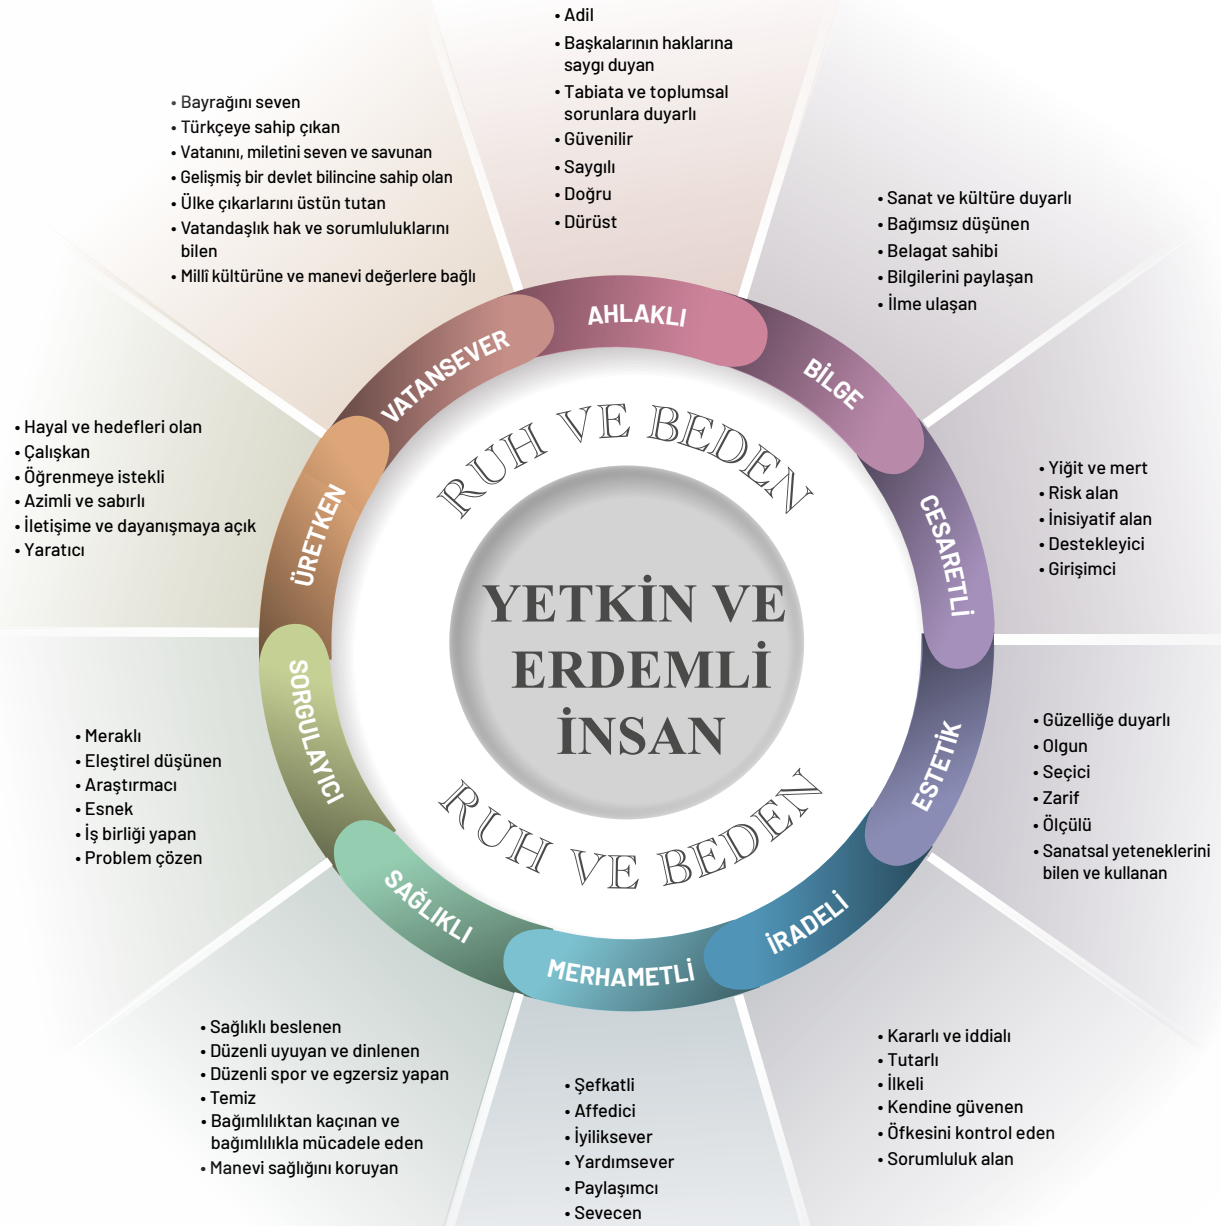 • Adil
• Başkalarının haklarına
saygı duyan
• Tabiata ve toplumsal
sorunlara duyarlı
• Güvenilir
• Saygılı
• Doğru
• Dürüst
• Bayrağını seven
• Türkçeye sahip çıkan
• Vatanını, miletini seven ve savunan
• Gelişmiş bir devlet bilincine sahip olan
• Ülke çıkarlarını üstün tutan
• Vatandaşlık hak ve sorumluluklarını
bilen
• Millî kültürüne ve manevi değerlere bağlı
• Sanat ve kültüre duyarlı
• Bağımsız düşünen
• Belagat sahibi
• Bilgilerini paylaşan
• İlme ulaşan
AHLAKLI
VATANSEVER
BİLGE
• Hayal ve hedefleri olan
• Çalışkan
• Öğrenmeye istekli
• Azimli ve sabırlı
• İletişime ve dayanışmaya açık
• Yaratıcı
ÜRETKEN
RUH VE BEDEN
CESARETLİ
• Yiğit ve mert
• Risk alan
• İnisiyatif alan
• Destekleyici
• Girişimci
YETKİN VE
ERDEMLİ
İNSAN
• Meraklı
• Eleştirel düşünen
• Araştırmacı
• Esnek
• İş birliği yapan
• Problem çözen
SORGULAYICI
RUH VE BEDEN
ESTETİK
• Güzelliğe duyarlı
• Olgun
• Seçici
• Zarif
• Ölçülü
• Sanatsal yeteneklerini
bilen ve kullanan
SAĞLIKLI
MERHAMETLİ
İRADELİ
• Sağlıklı beslenen
• Düzenli uyuyan ve dinlenen
• Düzenli spor ve egzersiz yapan
• Temiz
• Bağımlılıktan kaçınan ve
bağımlılıkla mücadele eden
• Manevi sağlığını koruyan
• Şefkatli
• Affedici
• İyiliksever
• Yardımsever
• Paylaşımcı
• Sevecen
• Kararlı ve iddialı
• Tutarlı
• İlkeli
• Kendine güvenen
• Öfkesini kontrol eden
• Sorumluluk alan